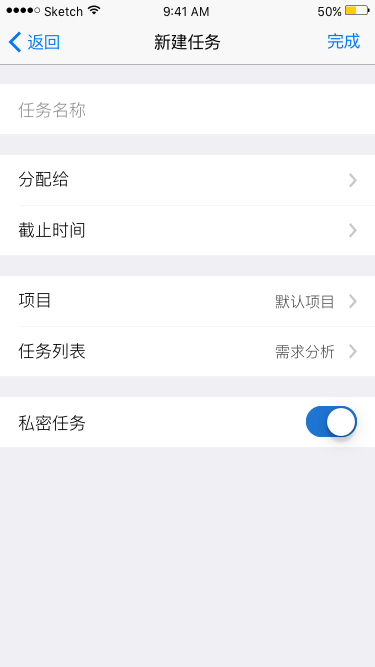 Sketch 9:41 AM 50%
返回 新建任务 完成
任务名称
分配给
截止时间
项目 默认项目
任务列表 需求分析
私密任务